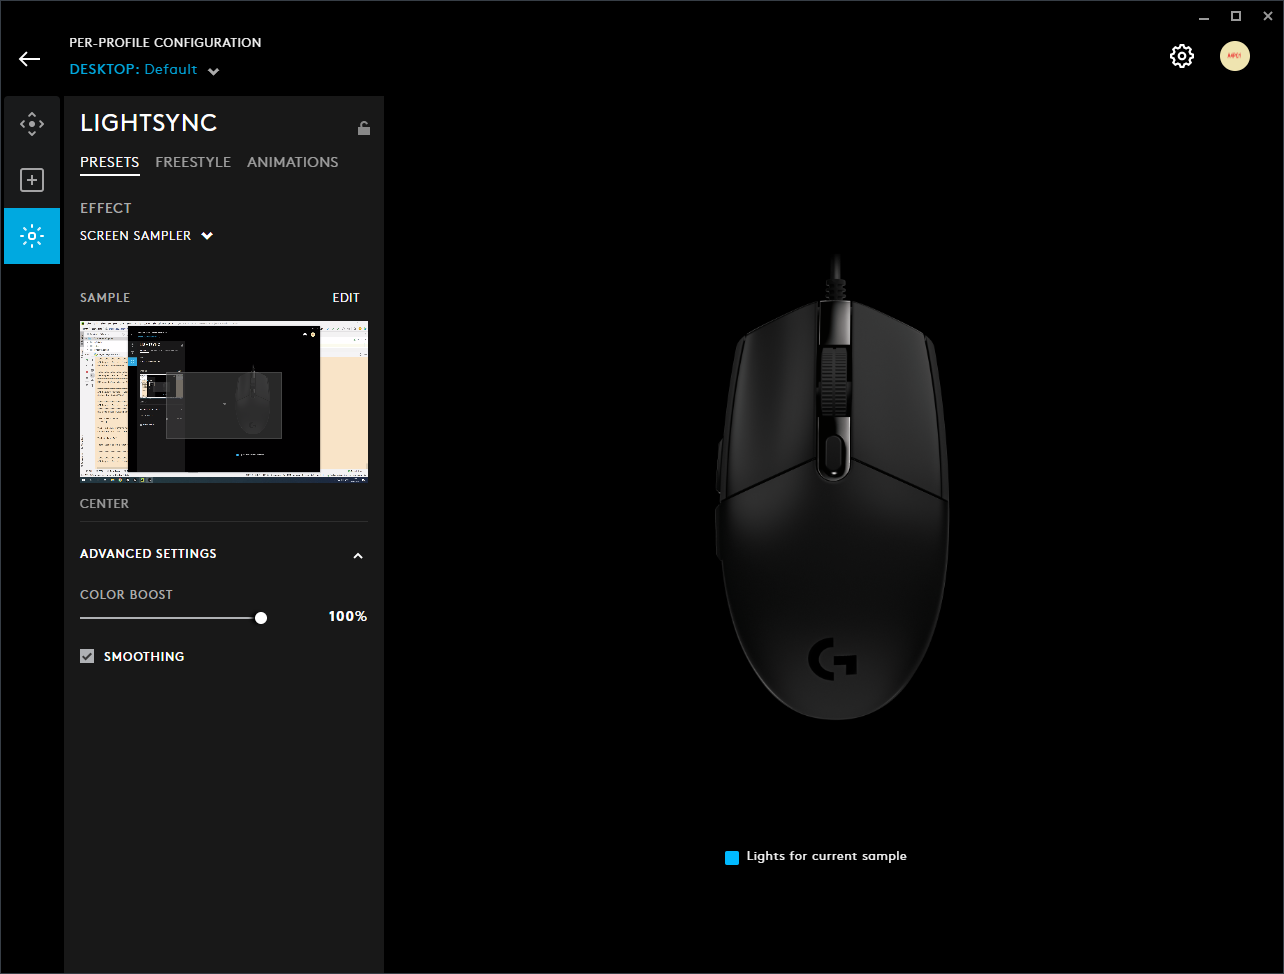 PER-PROFILE CONFIGURATION
DESKTOP: Default
LIGHTSYNC
PRESETS FREESTYLE ANIMATIONS
EFFECT
SCREEN SAMPLER
SAMPLE EDIT
CENTER
ADVANCED SETTINGS
COLOR BOOST
100%
SMOOTHING
Lights for current sample